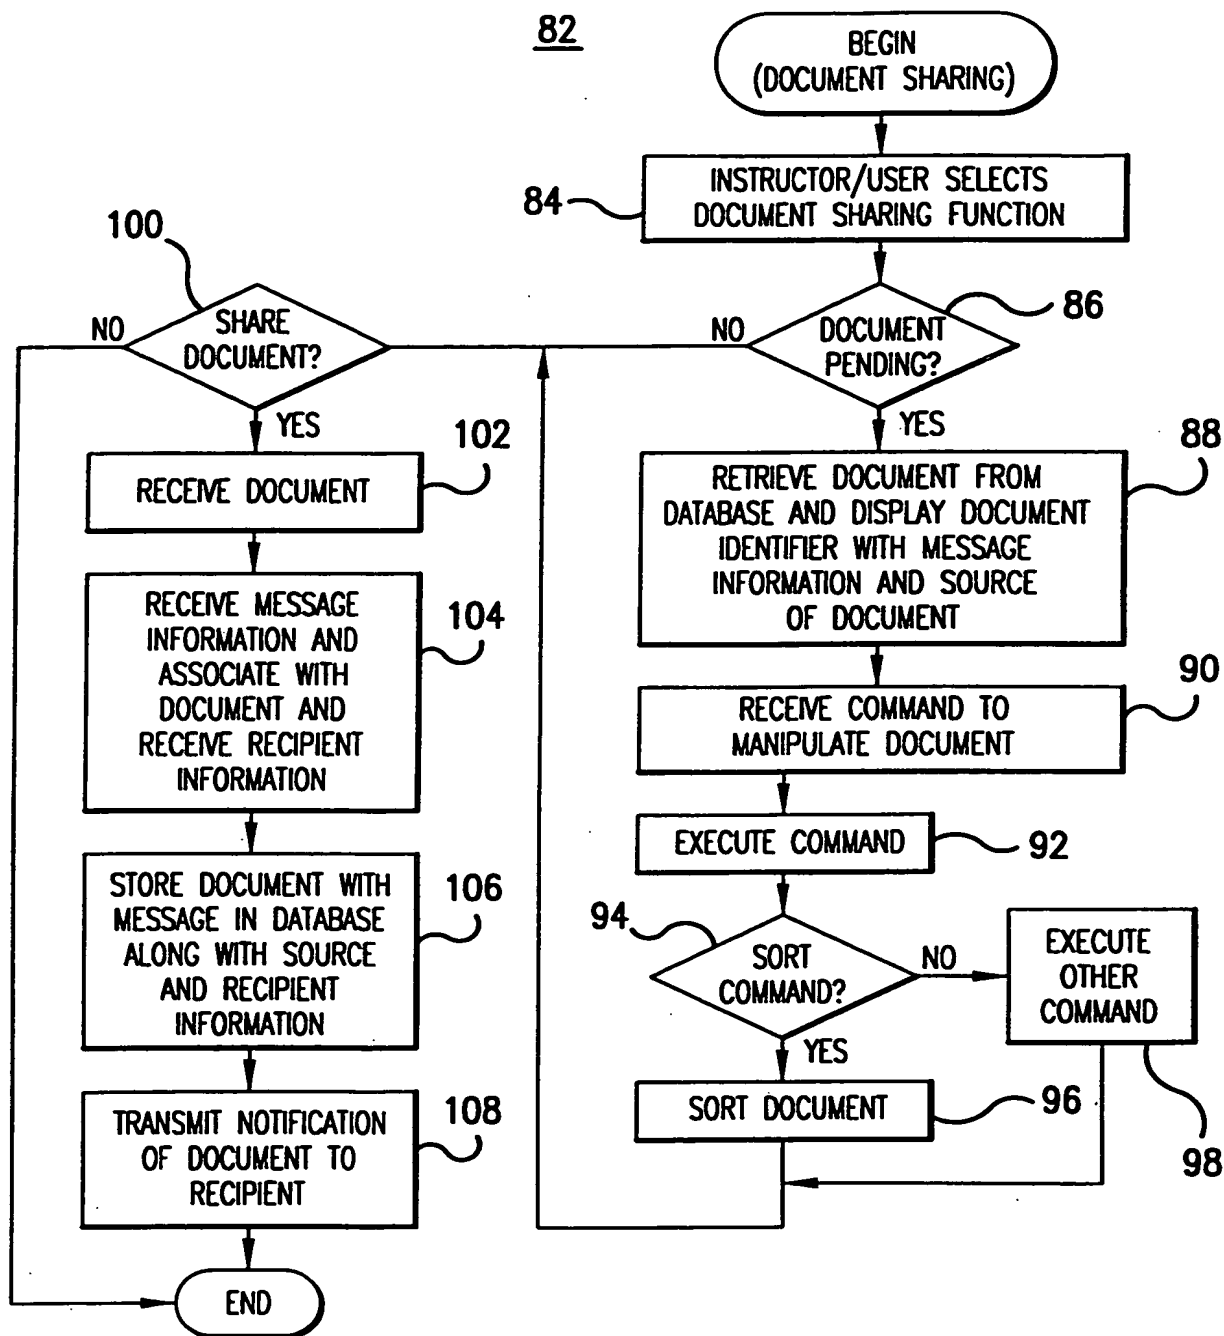 82
BEGIN
(DOCUMENT SHARING)
84
INSTRUCTOR/USER SELECTS
DOCUMENT SHARING FUNCTION
86
DOCUMENT
PENDING?
NO
YES
88
RETRIEVE DOCUMENT FROM
DATABASE AND DISPLAY DOCUMENT
IDENTIFIER WITH MESSAGE
INFORMATION AND SOURCE
OF DOCUMENT
90
RECEIVE COMMAND TO
MANIPULATE DOCUMENT
EXECUTE COMMAND
92
94
SORT
COMMAND?
NO
YES
EXECUTE
OTHER
COMMAND
98
SORT DOCUMENT
96
100
SHARE
DOCUMENT?
NO
YES
102
RECEIVE DOCUMENT
RECEIVE MESSAGE
INFORMATION AND
ASSOCIATE WITH
DOCUMENT AND
RECEIVE RECIPIENT
INFORMATION
104
STORE DOCUMENT WITH
MESSAGE IN DATABASE
ALONG WITH SOURCE
AND RECIPIENT
INFORMATION
106
TRANSMIT NOTIFICATION
OF DOCUMENT TO
RECIPIENT
108
END